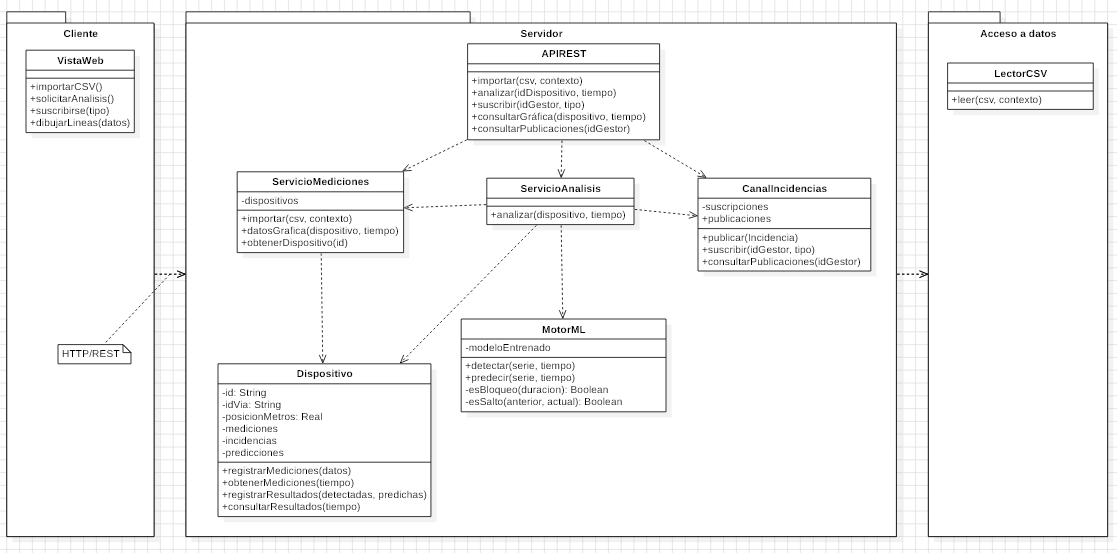 Cliente
VistaWeb
+importarCSV()
+solicitarAnalisis()
+suscribirse(tipo)
+dibujarLineas(datos)
HTTP/REST
Servidor
APIREST
+importar(csv, contexto)
+analizar(idDispositivo, tiempo)
+suscribir(idGestor, tipo)
+consultarGráfica(dispositivo, tiempo)
+consultarPublicaciones(idGestor)
ServicioMediciones
-dispositivos
+importar(csv, contexto)
+datosGrafica(dispositivo, tiempo)
+obtenerDispositivo(id)
ServicioAnalisis
+analizar(dispositivo, tiempo)
CanalIncidencias
-suscripciones
+publicaciones
+publicar(Incidencia)
+suscribir(idGestor, tipo)
+consultarPublicaciones(idGestor)
MotorML
-modeloEntrenado
+detectar(serie, tiempo)
+predecir(serie, tiempo)
-esBloqueo(duracion): Boolean
-esSalto(anterior, actual): Boolean
Dispositivo
-id: String
-idVia: String
-posicionMetros: Real
-mediciones
-incidencias
-predicciones
+registrarMediciones(datos)
+obtenerMediciones(tiempo)
+registrarResultados(detectadas, predichas)
+consultarResultados(tiempo)
Acceso a datos
LectorCSV
+leer(csv, contexto)